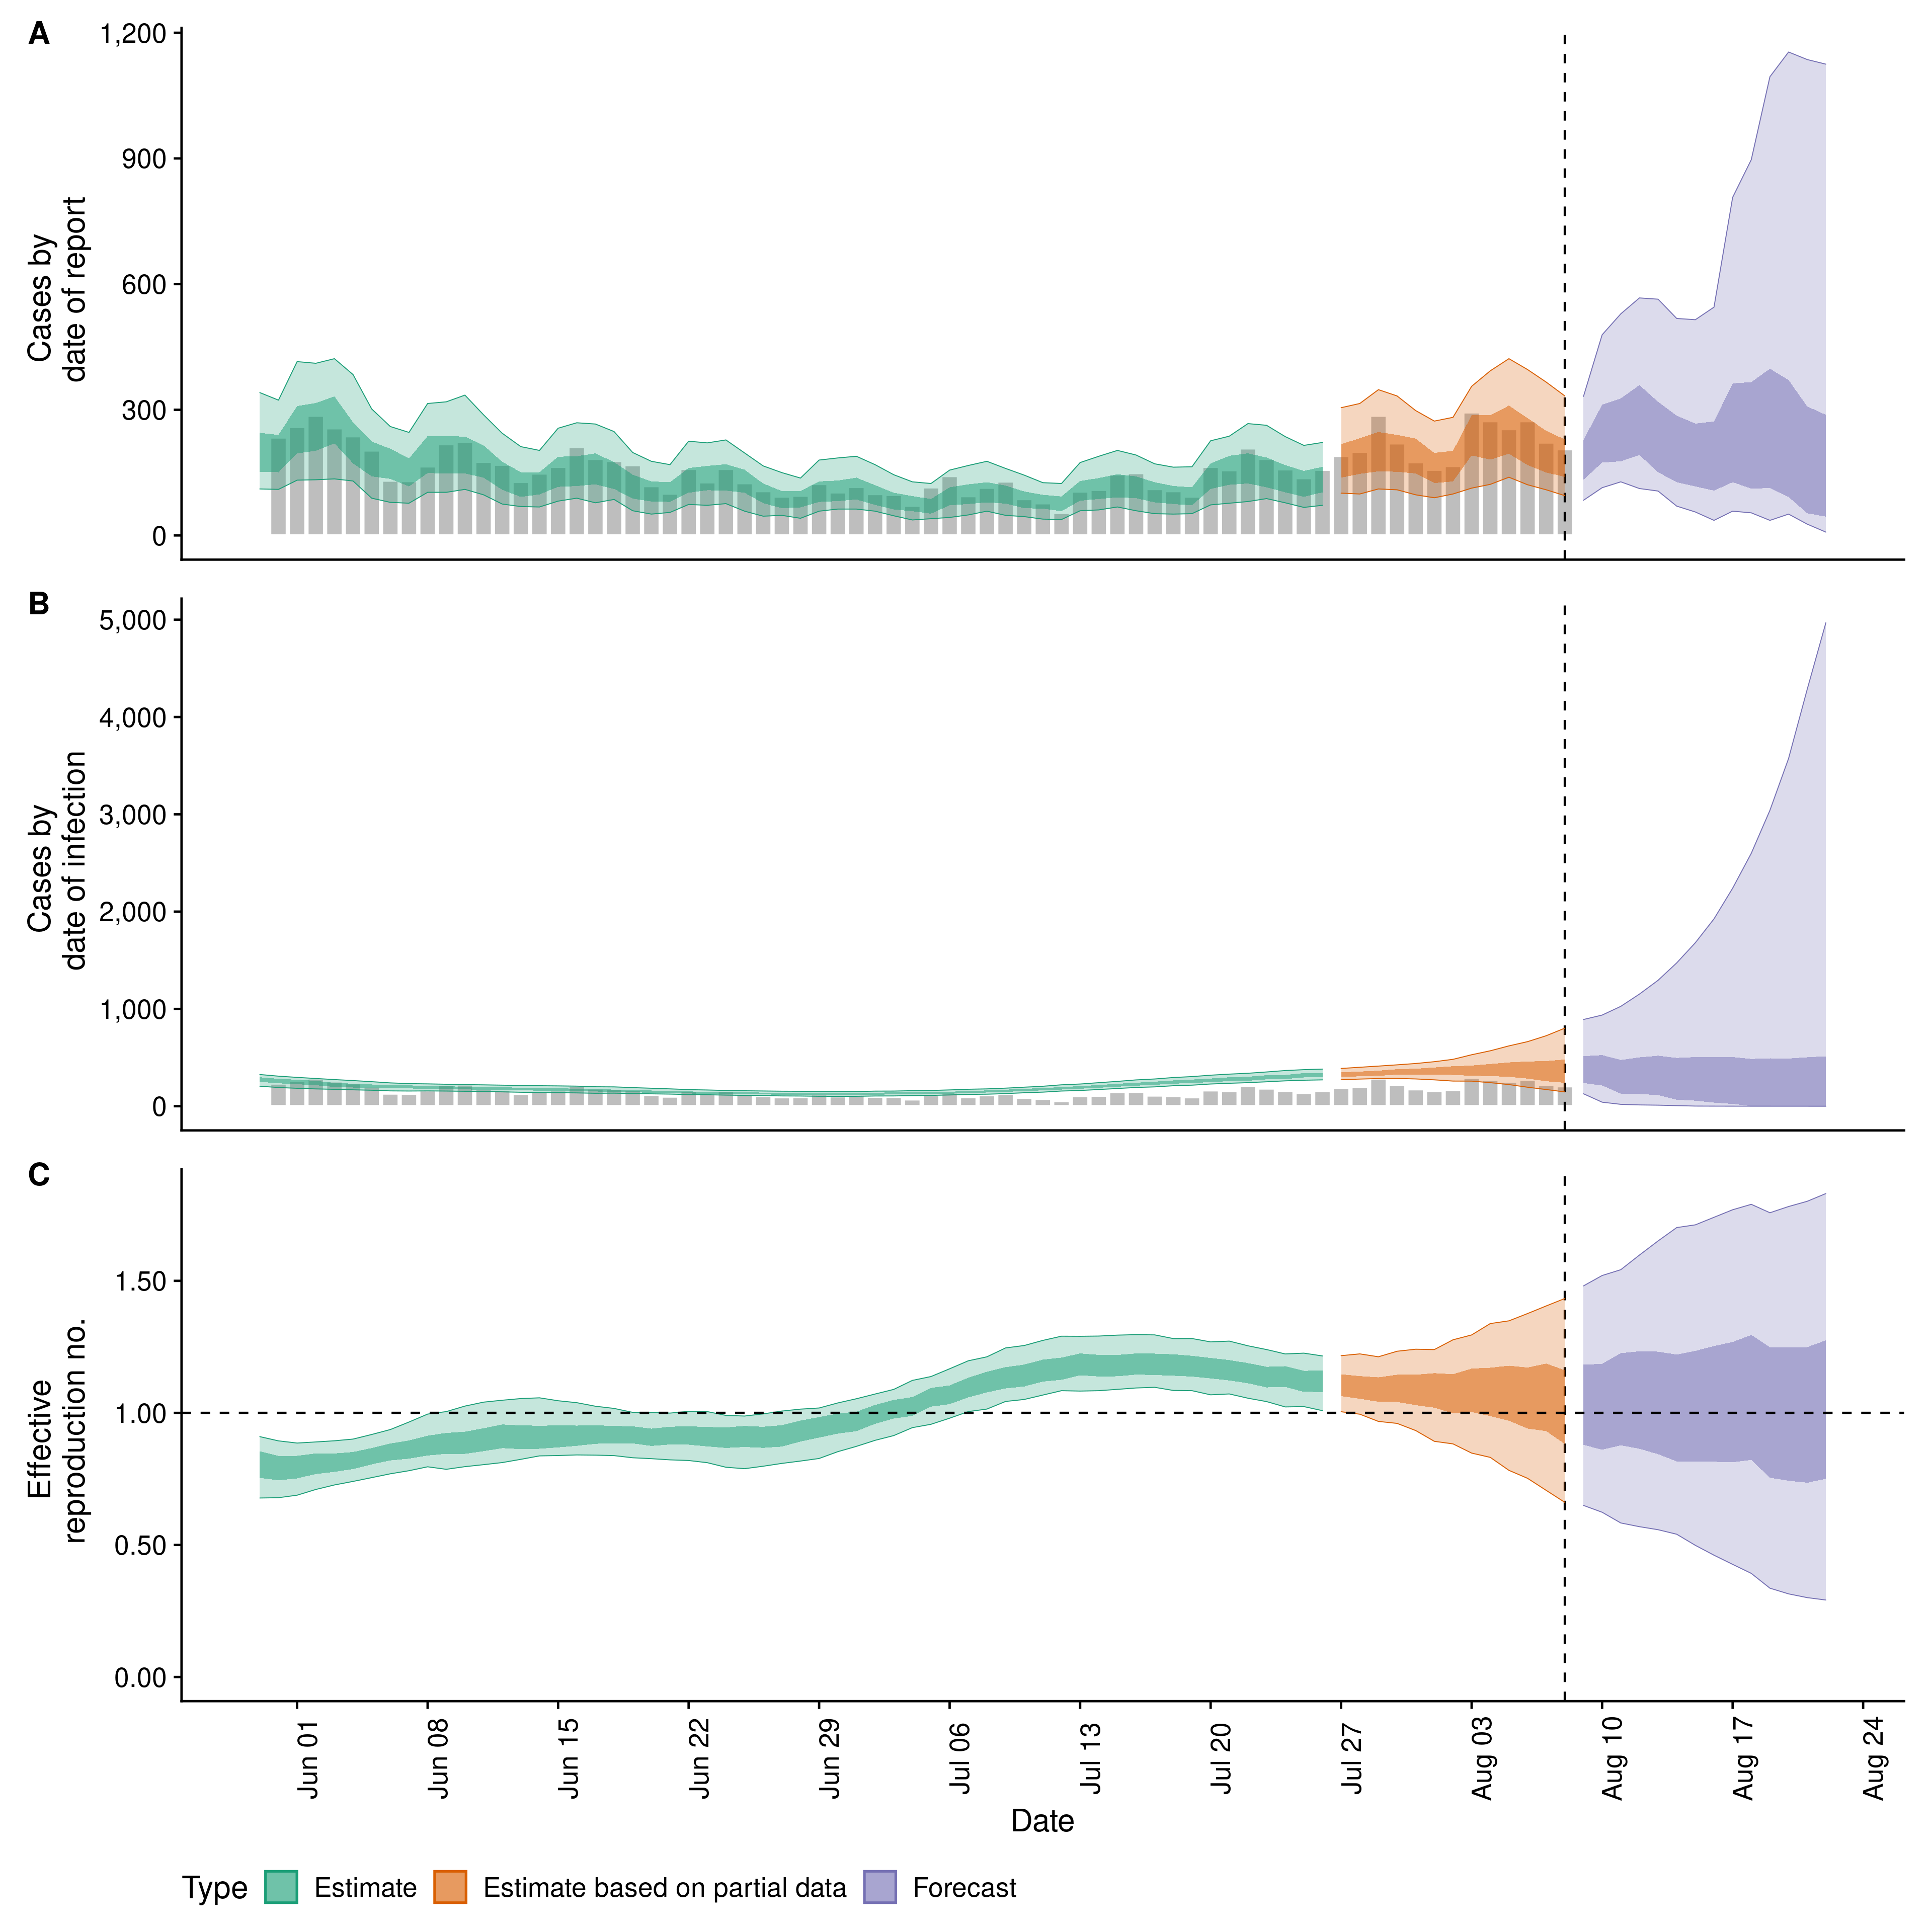 A
1,200
900
600
300
0
Cases by
date of report
B
5,000
4,000
3,000
2,000
1,000
0
Cases by
date of infection
C
1.50
1.00
0.50
0.00
Effective
reproduction no.
Jun 01
Jun 08
Jun 15
Jun 22
Jun 29
Jul 06
Jul 13
Jul 20
Jul 27
Aug 03
Aug 10
Aug 17
Aug 24
Date
Type Estimate Estimate based on partial data Forecast